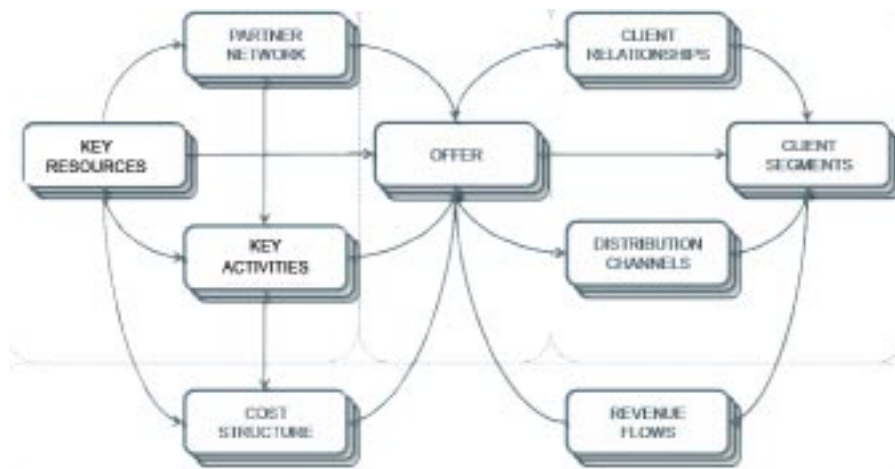 PARTNER
NETWORK
CLIENT
RELATIONSHIPS
KEY
RESOURCES
OFFER
CLIENT
SEGMENTS
KEY
ACTIVITIES
DISTRIBUTION
CHANNELS
COST
STRUCTURE
REVENUE
FLOWS